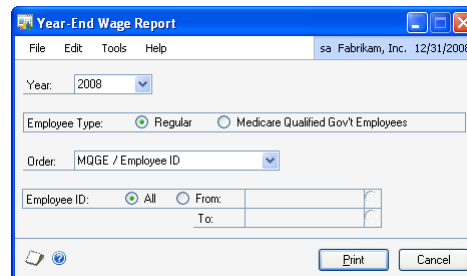 Year-End Wage Report
File Edit Tools Help sa Fabrikam, Inc. 12/31/2008
Year: 2008
Employee Type: Regular Medicare Qualified Gov't Employees
Order: MQGE / Employee ID
Employee ID: All From:
To:
Print Cancel